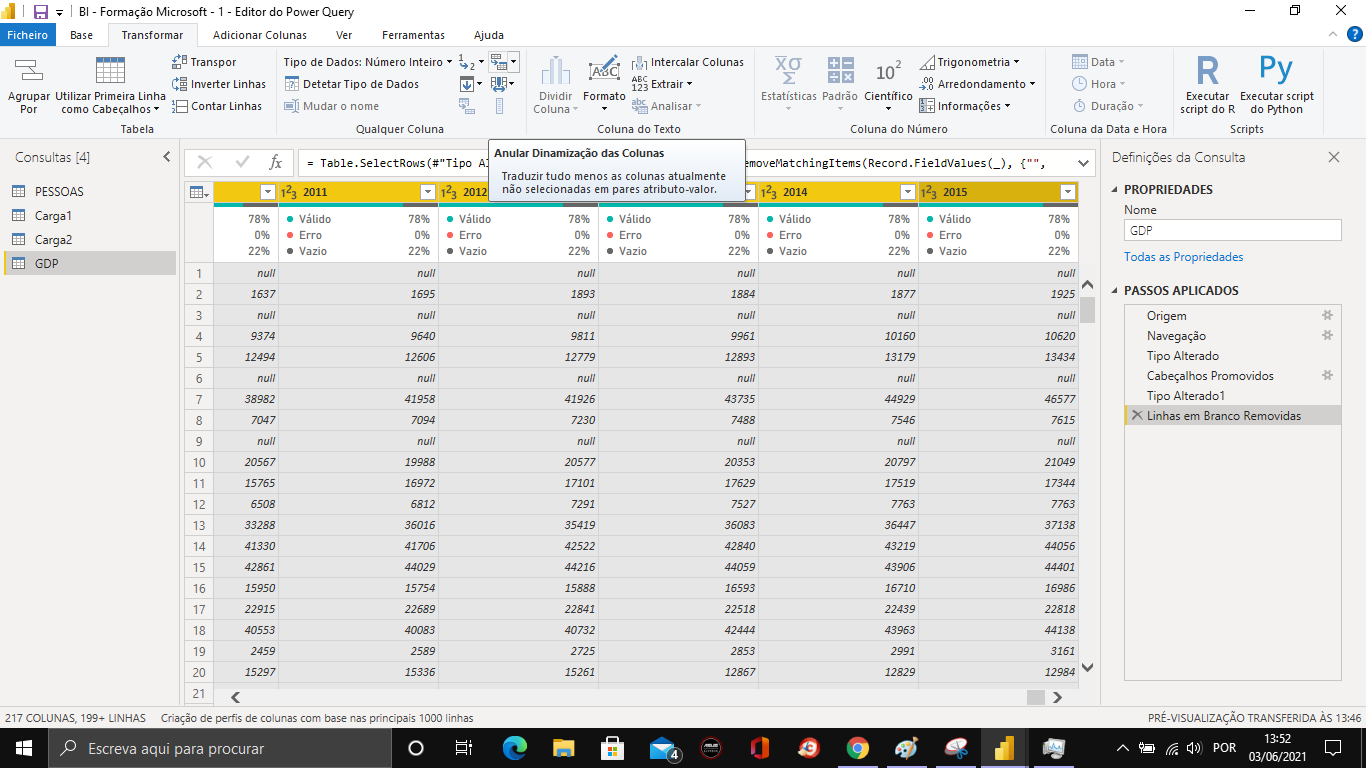 BI - Formação Microsoft - 1 - Editor do Power Query
Ficheiro Base Transformar Adicionar Colunas Ver Ferramentas Ajuda
Agrupar Por
Utilizar Primeira Linha como Cabeçalhos
Transpor
Inverter Linhas
Contar Linhas
Tabela
Tipo de Dados: Número Inteiro
Detetar Tipo de Dados
Mudar o nome
Qualquer Coluna
Dividir Coluna
Formato
Intercalar Colunas
Extrair
Analisar
Coluna do Texto
Estatísticas
Padrão
Científico
Trigonometria
Arredondamento
Informações
Coluna do Número
Data
Hora
Duração
Coluna da Data e Hora
R
Executar script do R
Py
Executar script do Python
Scripts
Consultas [4]
PESSOAS
Carga1
Carga2
GDP
= Table.SelectRows(#"Tipo Al
emoveMatchingItems(Record.FieldValues(_), {"",
Anular Dinamização das Colunas
Traduzir tudo menos as colunas atualmente
não selecionadas em pares atributo-valor.
2011 2012 2014 2015
78% Válido 78% Válido 78% Válido 78% Válido 78% Válido 78%
0% Erro 0% Erro 0% Erro 0% Erro 0% Erro 0%
22% Vazio 22% Vazio 22% Vazio 22% Vazio 22% Vazio 22%
1 null null null null null null
2 1637 1695 1893 1884 1877 1925
3 null null null null null null
4 9374 9640 9811 9961 10160 10620
5 12494 12606 12779 12893 13179 13434
6 null null null null null null
7 38982 41958 41926 43735 44929 46577
8 7047 7094 7230 7488 7546 7615
9 null null null null null null
10 20567 19988 20577 20353 20797 21049
11 15765 16972 17101 17629 17519 17344
12 6508 6812 7291 7527 7763 7763
13 33288 36016 35419 36083 36447 37138
14 41330 41706 42522 42840 43219 44056
15 42861 44029 44216 44059 43906 44401
16 15950 15754 15888 16593 16710 16986
17 22915 22689 22841 22518 22439 22818
18 40553 40083 40732 42444 43963 44138
19 2459 2589 2725 2853 2991 3161
20 15297 15336 15261 12867 12829 12984
21
Definições da Consulta
PROPRIEDADES
Nome
GDP
Todas as Propriedades
PASSOS APLICADOS
Origem
Navegação
Tipo Alterado
Cabeçalhos Promovidos
Tipo Alterado1
Linhas em Branco Removidas
217 COLUNAS, 199+ LINHAS Criação de perfis de colunas com base nas principais 1000 linhas PRÉ-VISUALIZAÇÃO TRANSFERIDA ÀS 13:46
Escreva aqui para procurar
4
POR
13:52
03/06/2021